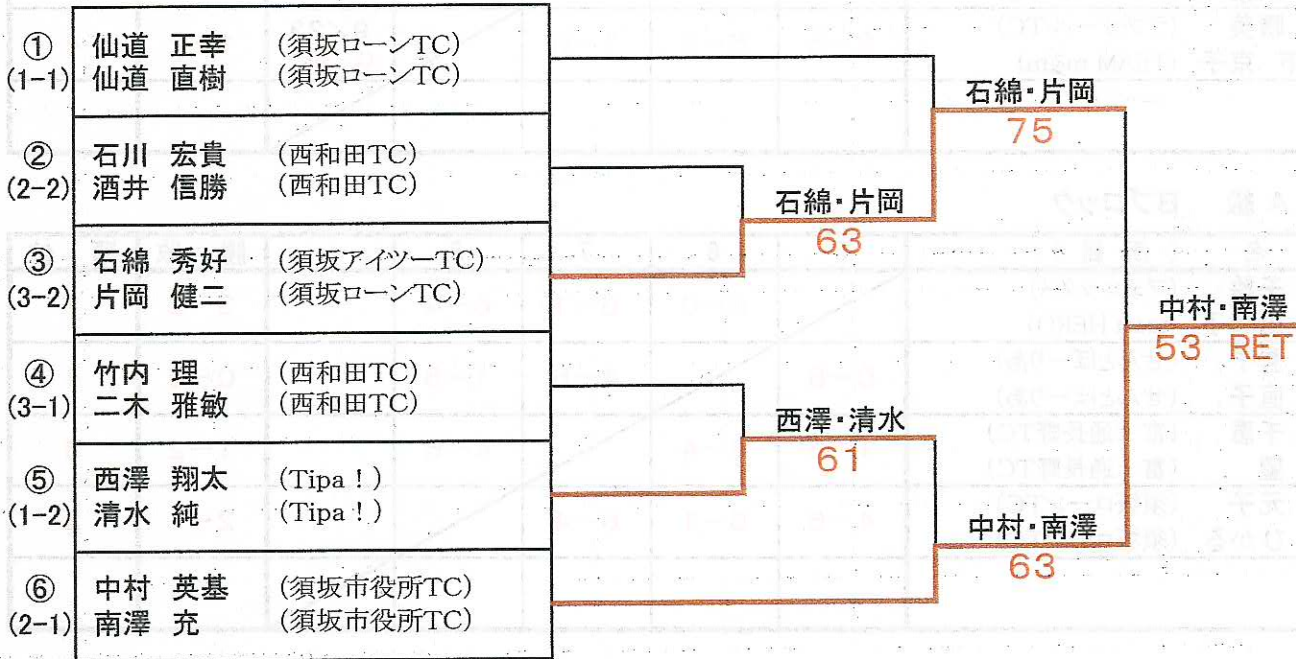 ① 仙道 正幸 (須坂ローンTC)
(1-1) 仙道 直樹 (須坂ローンTC)
② 石川 宏貴 (西和田TC)
(2-2) 酒井 信勝 (西和田TC)
③ 石綿 秀好 (須坂アイツーTC)
(3-2) 片岡 健二 (須坂ローンTC)
④ 竹内 理 (西和田TC)
(3-1) 二木 雅敏 (西和田TC)
⑤ 西澤 翔太 (Tipa！)
(1-2) 清水 純 (Tipa！)
⑥ 中村 英基 (須坂市役所TC)
(2-1) 南澤 充 (須坂市役所TC)
石綿・片岡
63
西澤・清水
61
石綿・片岡
75
中村・南澤
63
中村・南澤
53 RET